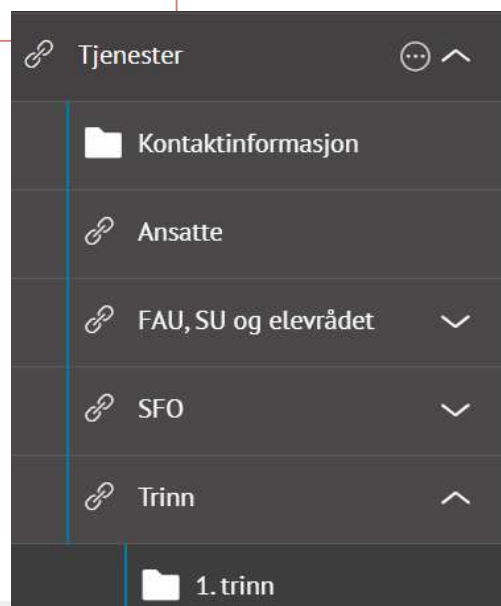 Tjenester
Kontaktinformasjon
Ansatte
FAU, SU og elevrådet
SFO
Trinn
1. trinn